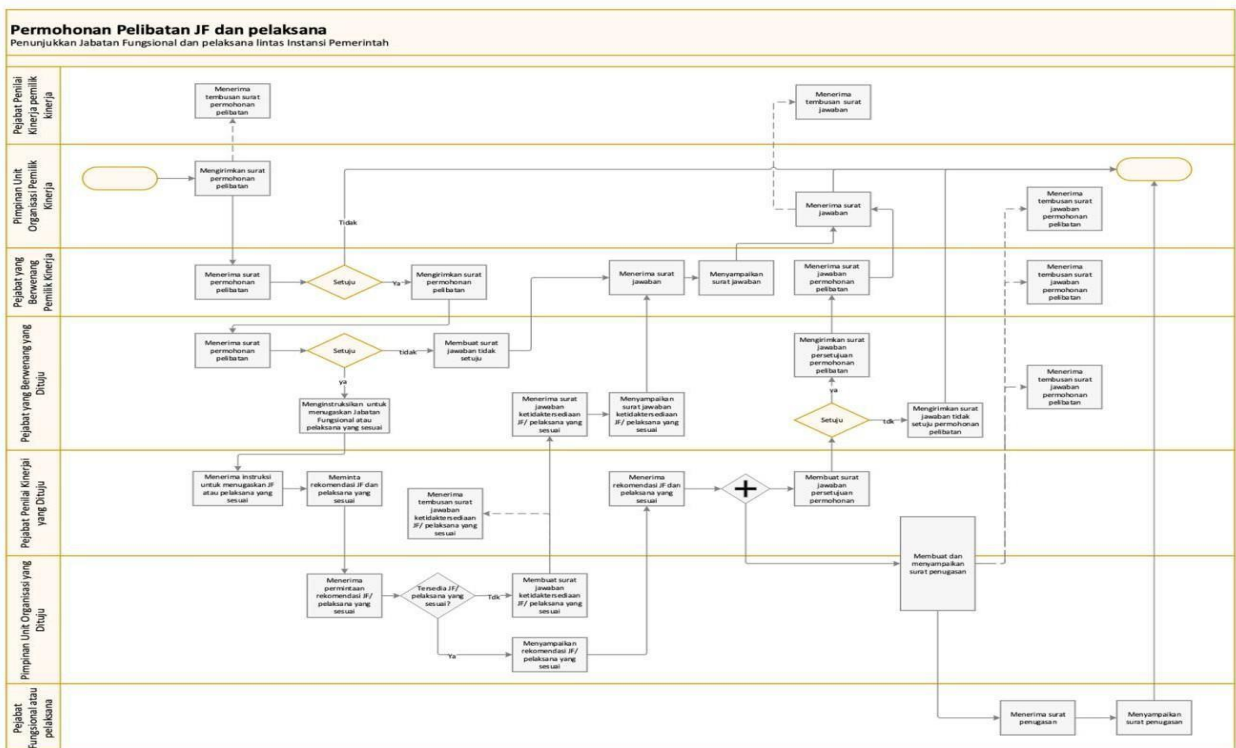 Permohonan Pelibatan JF dan pelaksana
Penunjukkan Jabatan Fungsional dan pelaksana lintas Instansi Pemerintah
Pejabat Penilai
Kinerja pemilik
kinerja
Menerima
tembusan surat
permohonan
pelibatan
Menerima
tembusan surat
jawaban
Pimpinan Unit
Organisasi Pemilik
Kinerja
Mengirimkan surat
permohonan
pelibatan
Tidak
Menerima surat
jawaban
Menerima
tembusan surat
jawaban
permohonan
pelibatan
Pejabat yang
Berwenang
Pemilik Kinerja
Menerima surat
permohonan
pelibatan
Setuju
Ya
Mengirimkan surat
permohonan
pelibatan
Menerima surat
jawaban
Menyampaikan
surat jawaban
Menerima surat
jawaban
permohonan
pelibatan
Menerima
tembusan surat
jawaban
permohonan
pelibatan
Pejabat yang Berwenang yang
Dituju
Menerima surat
permohonan
pelibatan
Setuju
tidak
Membuat surat
jawaban tidak
setuju
ya
Menginstruksikan untuk
menugaskan Jabatan
Fungsional atau
pelaksana yang sesuai
Menerima surat
jawaban
ketidaktersediaan
JF/ pelaksana yang
sesuai
Menyampaikan
surat jawaban
ketidaktersediaan
JF/ pelaksana yang
sesuai
Mengirimkan surat
jawaban
persetujuan
permohonan
pelibatan
ya
Setuju
tdk
Mengirimkan surat
jawaban tidak
setuju permohonan
pelibatan
Menerima
tembusan surat
jawaban
permohonan
pelibatan
Pejabat Penilai Kinerjai
yang Dituju
Menerima instruksi
untuk menugaskan JF
atau pelaksana yang
sesuai
Meminta
rekomendasi JF dan
pelaksana yang
sesuai
Menerima
tembusan surat
jawaban
ketidaktersediaan
JF/ pelaksana yang
sesuai
Menerima
rekomendasi JF dan
pelaksana yang
sesuai
Membuat surat
jawaban
persetujuan
permohonan
Membuat dan
menyampaikan
surat penugasan
Pimpinan Unit Organisasi yang
Dituju
Menerima
permintaan
rekomendasi JF/
pelaksana yang
sesuai
Tersedia JF/
pelaksana yang
sesuai?
Tdk
Membuat surat
jawaban
ketidaktersediaan
JF/ pelaksana yang
sesuai
Ya
Menyampaikan
rekomendasi JF/
pelaksana yang
sesuai
Pejabat
Fungsional atau
pelaksana
Menerima surat
penugasan
Menyampaikan
surat penugasan